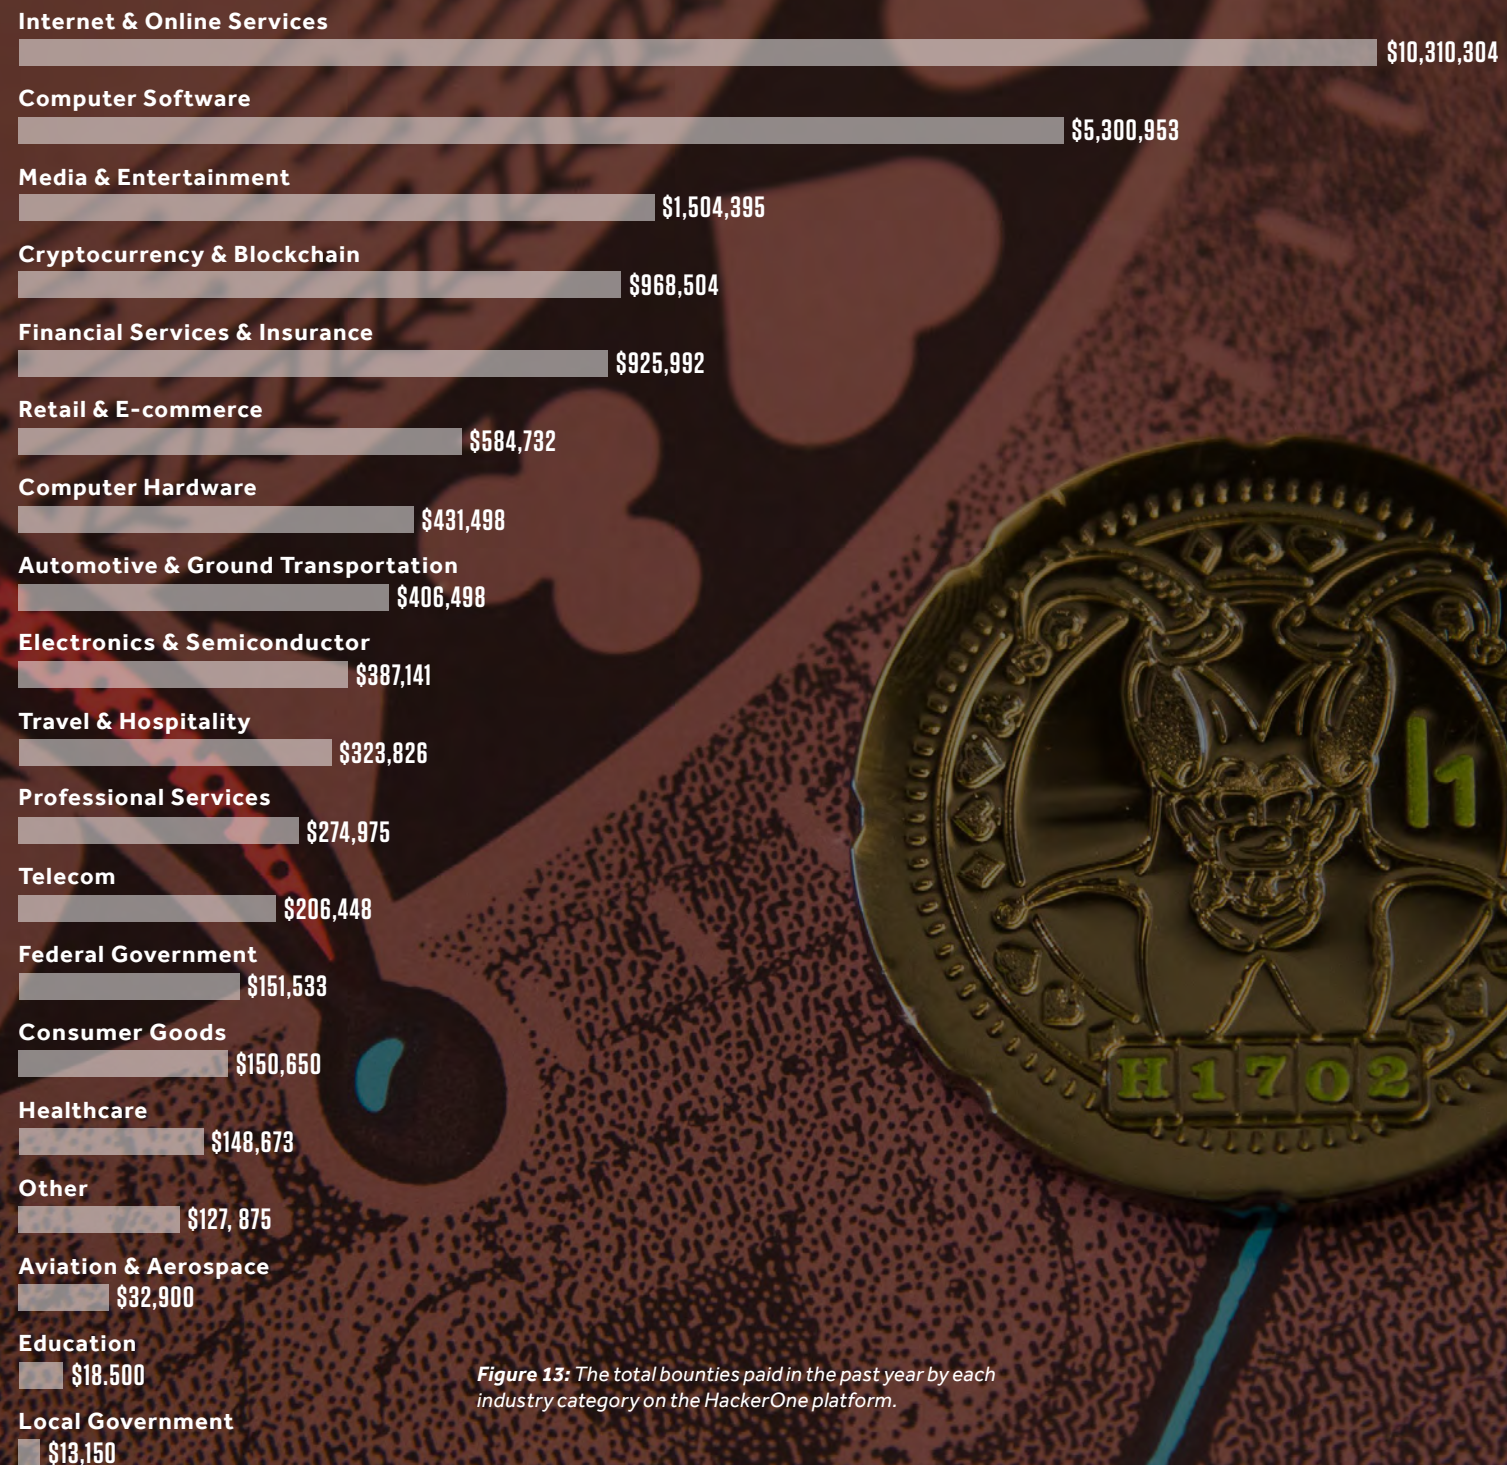 Internet & Online Services
$10,310,304
Computer Software
$5,300,953
Media & Entertainment
$1,504,395
Cryptocurrency & Blockchain
$968,504
Financial Services & Insurance
$925,992
Retail & E-commerce
$584,732
Computer Hardware
$431,498
Automotive & Ground Transportation
$406,498
Electronics & Semiconductor
$387,141
Travel & Hospitality
$323,826
Professional Services
$274,975
Telecom
$206,448
Federal Government
$151,533
Consumer Goods
$150,650
Healthcare
$148,673
Other
$127, 875
Aviation & Aerospace
$32,900
Education
$18.500
Local Government
$13,150
Figure 13: The total bounties paid in the past year by each
industry category on the HackerOne platform.
l1
H1702